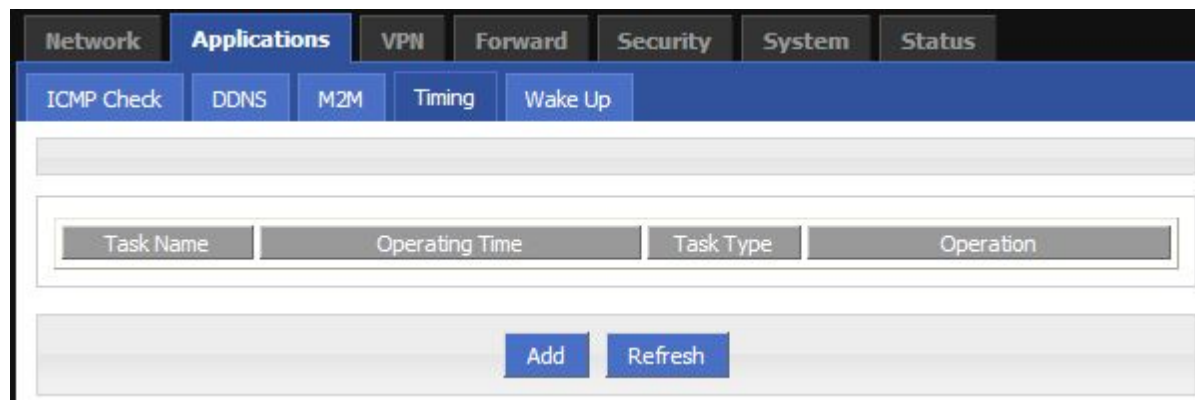 Network Applications VPN Forward Security System Status
ICMP Check DDNS M2M Timing Wake Up
Task Name Operating Time Task Type Operation
Add Refresh